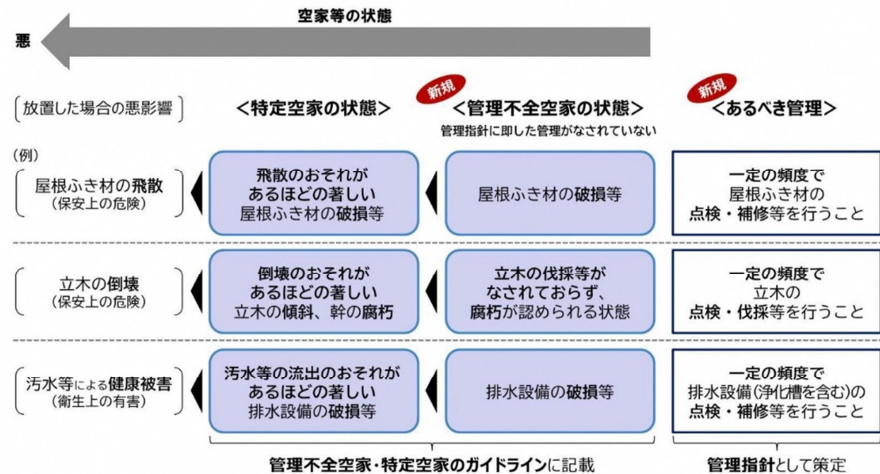 空家等の状態
悪
放置した場合の悪影響
<特定空家の状態>
新規
<管理不全空家の状態>
管理指針に即した管理がなされていない
新規
<あるべき管理>
(例)
屋根ふき材の飛散
(保安上の危険)
飛散のおそれが
あるほどの著しい
屋根ふき材の破損等
屋根ふき材の破損等
一定の頻度で
屋根ふき材の
点検・補修等を行うこと
立木の倒壊
(保安上の危険)
倒壊のおそれが
あるほどの著しい
立木の傾斜、幹の腐朽
立木の伐採等が
なされておらず、
腐朽が認められる状態
一定の頻度で
立木の
点検・伐採等を行うこと
汚水等による健康被害
(衛生上の有害)
汚水等の流出のおそれが
あるほどの著しい
排水設備の破損等
排水設備の破損等
一定の頻度で
排水設備(浄化槽を含む)の
点検・補修等を行うこと
管理不全空家・特定空家のガイドラインに記載
管理指針として策定